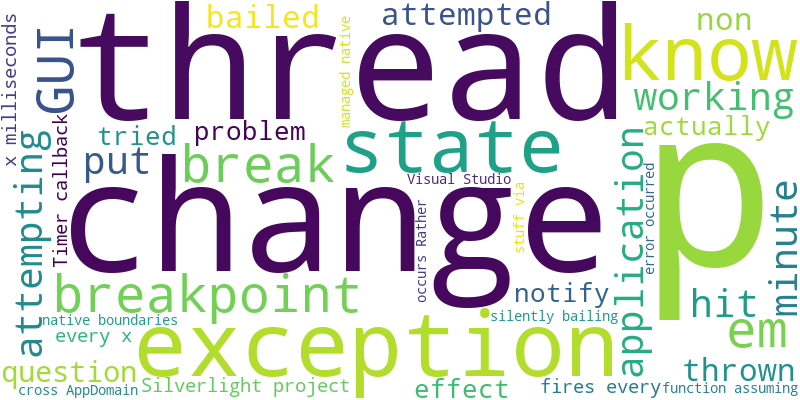 x milliseconds
GUI
bailed
attempted
thread
managed native
know
non
working
actually
Timer callback
tried
problem
put
break
state
Visual Studio
attempting
change
p
application
minute
occurs Rather
stuff via
error occurred
breakpoint
notify
hit
em
native boundaries
every x
exception
silently bailing
thrown
question
cross AppDomain
Silverlight project
effect
fires every
function assuming